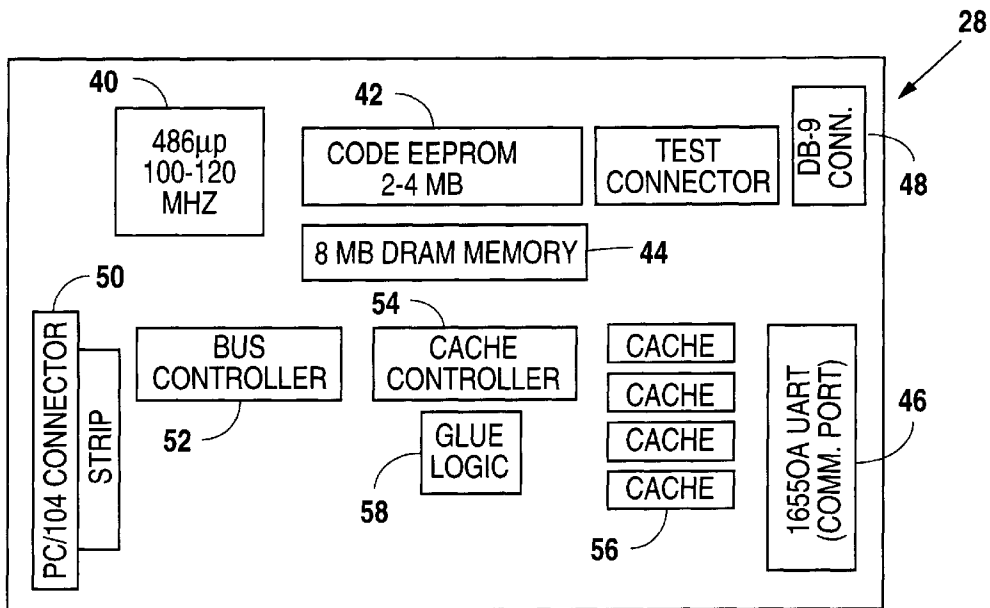 28
40
486µp
100-120
MHZ
42
CODE EEPROM
2-4 MB
TEST
CONNECTOR
DB-9
CONN.
48
8 MB DRAM MEMORY
44
50
PC/104 CONNECTOR
STRIP
BUS
CONTROLLER
52
54
CACHE
CONTROLLER
GLUE
LOGIC
58
CACHE
CACHE
CACHE
CACHE
56
16550A UART
(COMM. PORT)
46